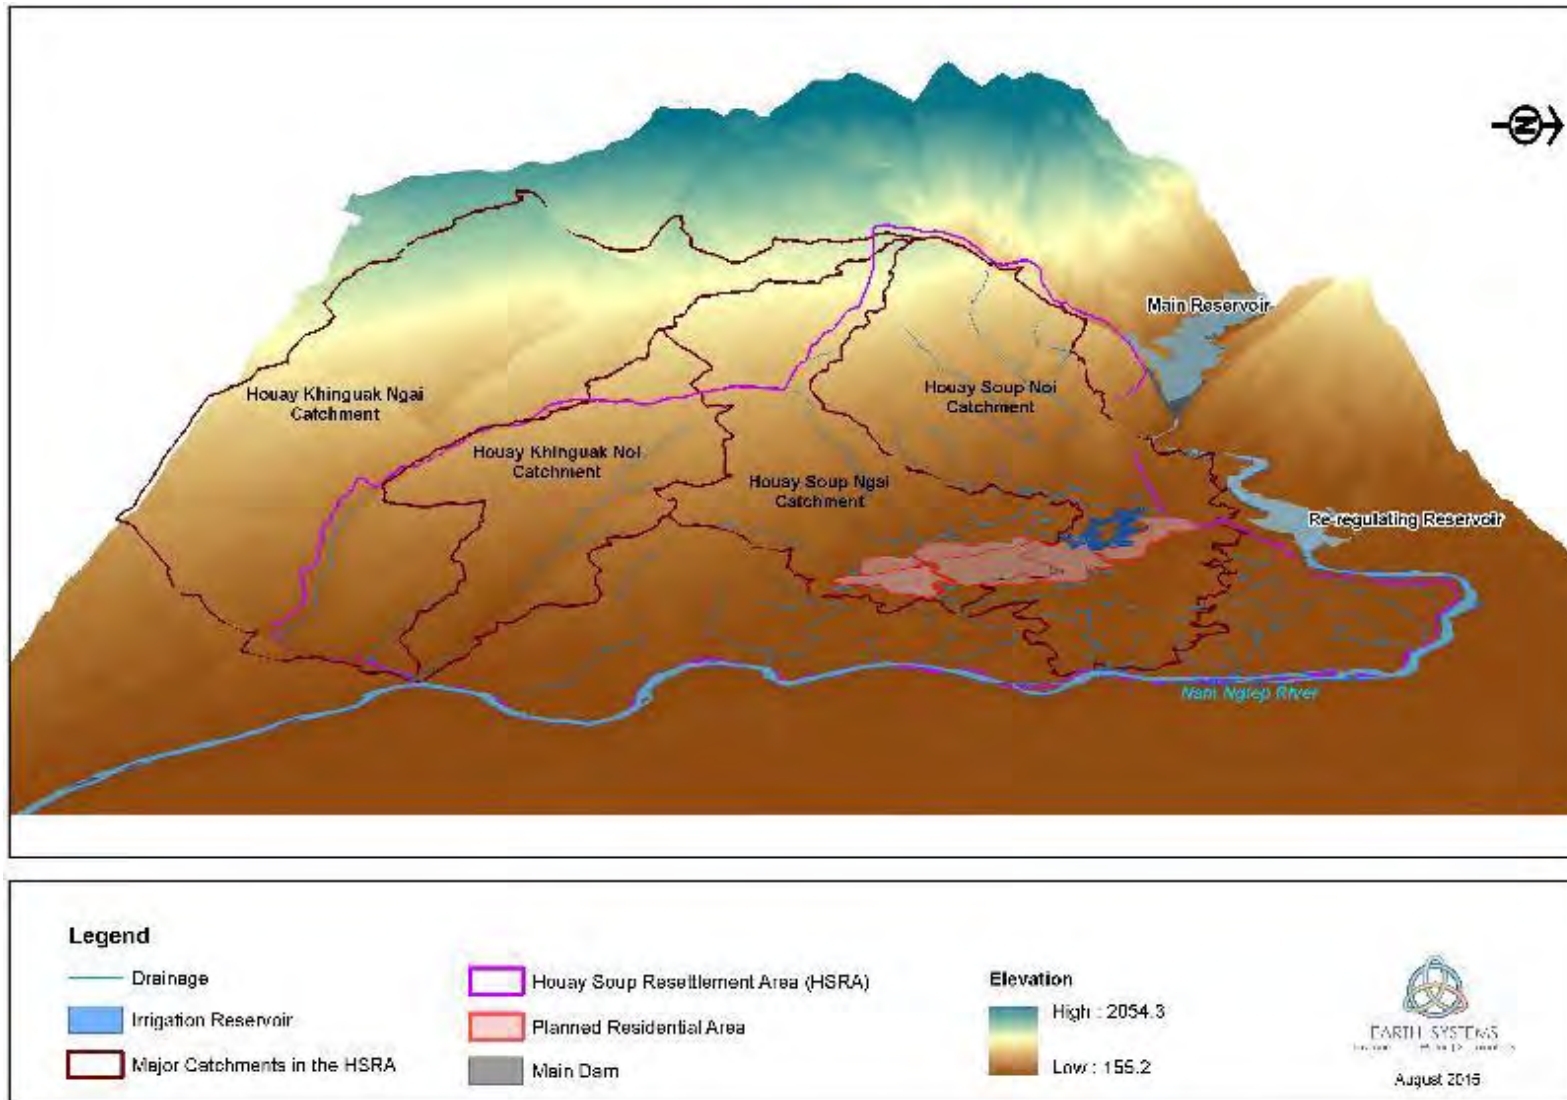 N
Main Reservoir
Houay Khinguak Ngai
Catchment
Houay Soup Noi
Catchment
Houay Khinguak Noi
Catchment
Houay Soup Ngai
Catchment
Re-regulating Reservoir
Nam Ngiep River
Legend
Drainage
Irrigation Reservoir
Major Catchments in the HSRA
Houay Soup Resettlement Area (HSRA)
Planned Residential Area
Main Dam
Elevation
High : 2054.3
Low : 155.2
EARTH SYSTEMS
August 2015